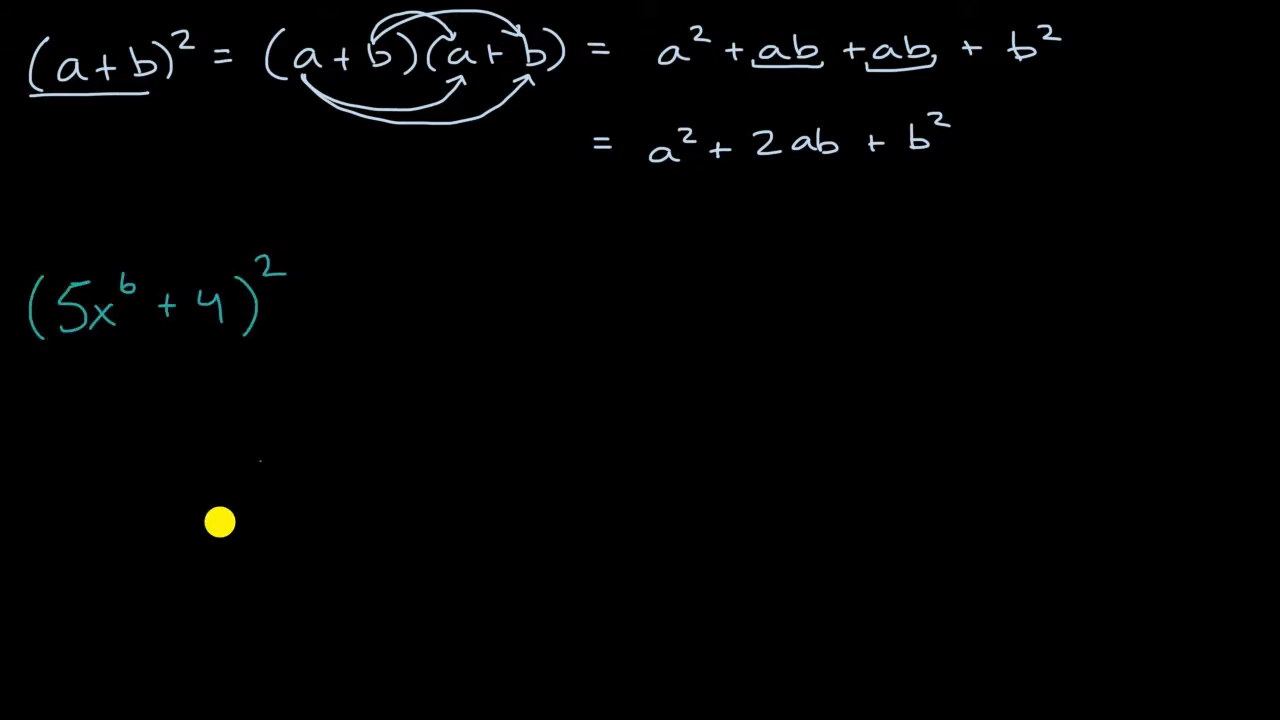 (a+b)² = (a+b)(a+b) = a² + ab + ab + b²
= a² + 2ab + b²
(5x⁶ + 4)²